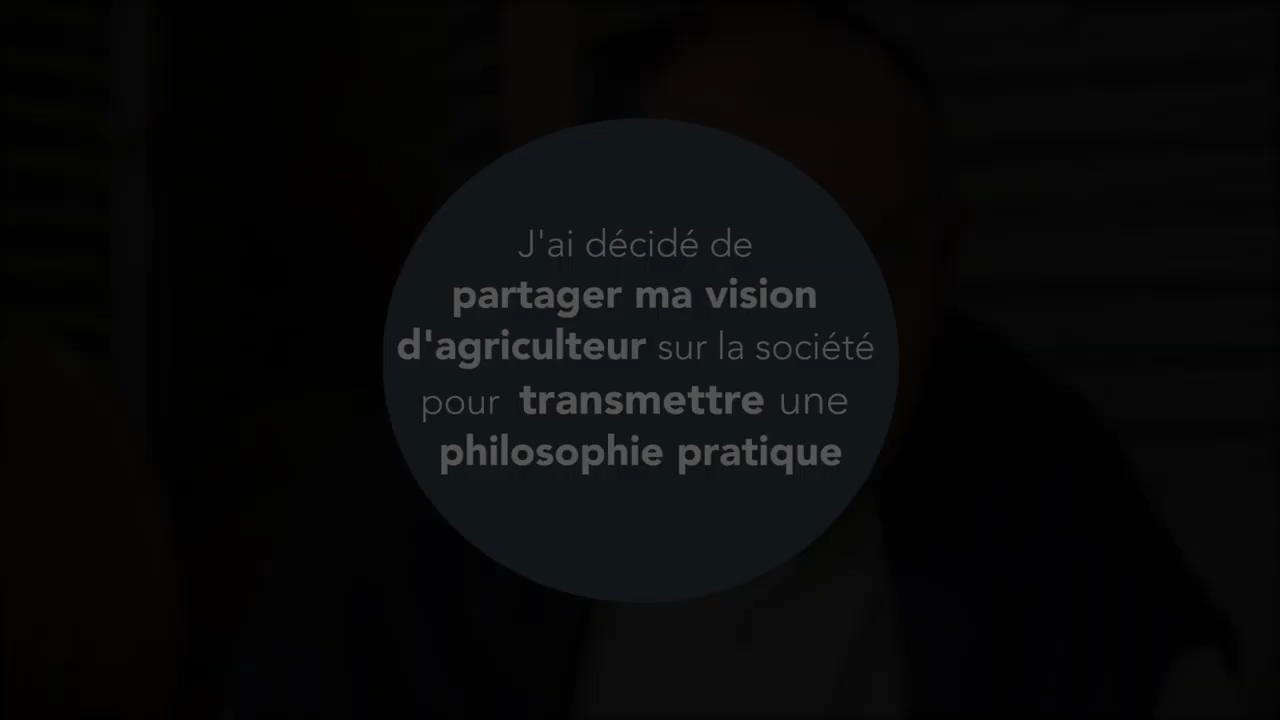 J'ai décidé de
partager ma vision
d'agriculteur sur la société
pour transmettre une
philosophie pratique